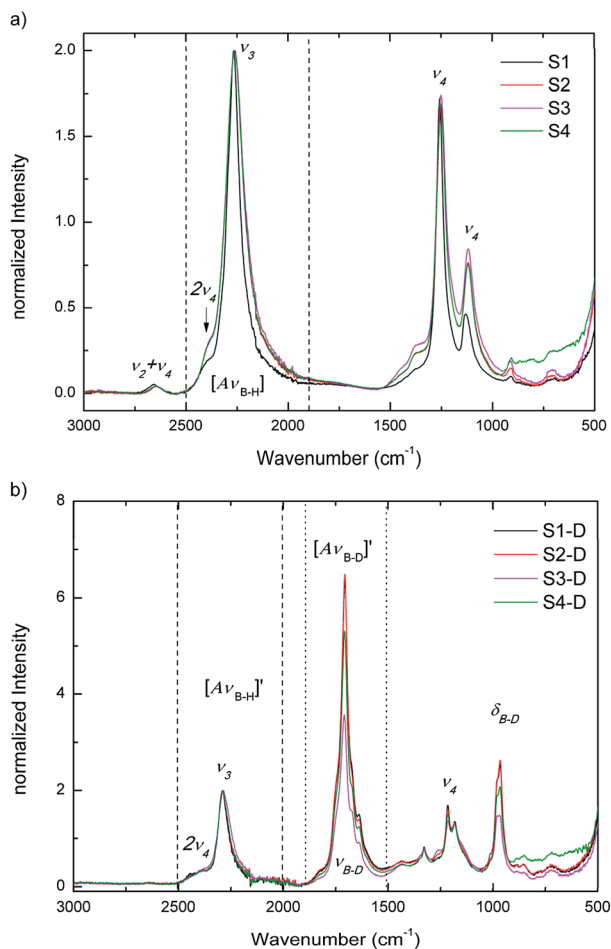 a)
ν3
ν4
S1
S2
S3
S4
2ν4
ν4
ν2+ν4
[AνB-H]
normalized Intensity
2.0
1.5
1.0
0.5
0.0
3000 2500 2000 1500 1000 500
Wavenumber (cm-1)
b)
[AνB-D]'
S1-D
S2-D
S3-D
S4-D
[AνB-H]'
δB-D
ν3
ν4
2ν4
νB-D
normalized Intensity
8
6
4
2
0
3000 2500 2000 1500 1000 500
Wavenumber (cm-1)